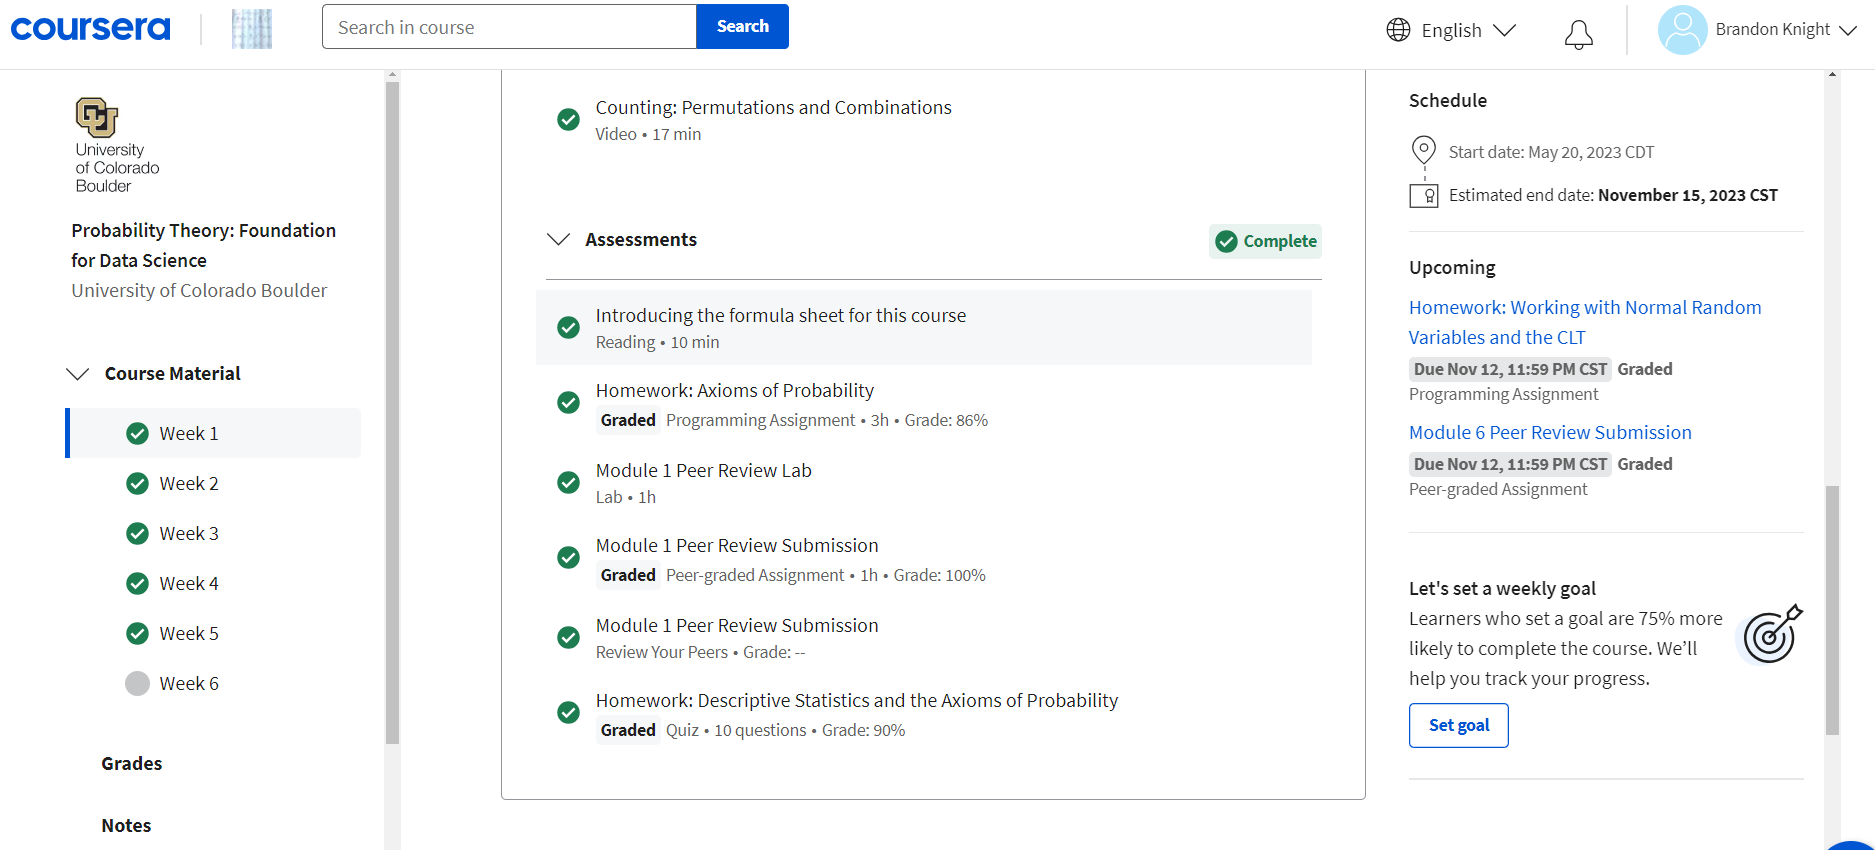 coursera
Search in course
Search
English
Brandon Knight
University
of Colorado
Boulder
Probability Theory: Foundation
for Data Science
University of Colorado Boulder
Course Material
Week 1
Week 2
Week 3
Week 4
Week 5
Week 6
Grades
Notes
Counting: Permutations and Combinations
Video • 17 min
Assessments
Complete
Introducing the formula sheet for this course
Reading • 10 min
Homework: Axioms of Probability
Graded Programming Assignment • 3h • Grade: 86%
Module 1 Peer Review Lab
Lab • 1h
Module 1 Peer Review Submission
Graded Peer-graded Assignment • 1h • Grade: 100%
Module 1 Peer Review Submission
Review Your Peers • Grade: --
Homework: Descriptive Statistics and the Axioms of Probability
Graded Quiz • 10 questions • Grade: 90%
Schedule
Start date: May 20, 2023 CDT
Estimated end date: November 15, 2023 CST
Upcoming
Homework: Working with Normal Random
Variables and the CLT
Due Nov 12, 11:59 PM CST Graded
Programming Assignment
Module 6 Peer Review Submission
Due Nov 12, 11:59 PM CST Graded
Peer-graded Assignment
Let's set a weekly goal
Learners who set a goal are 75% more
likely to complete the course. We’ll
help you track your progress.
Set goal